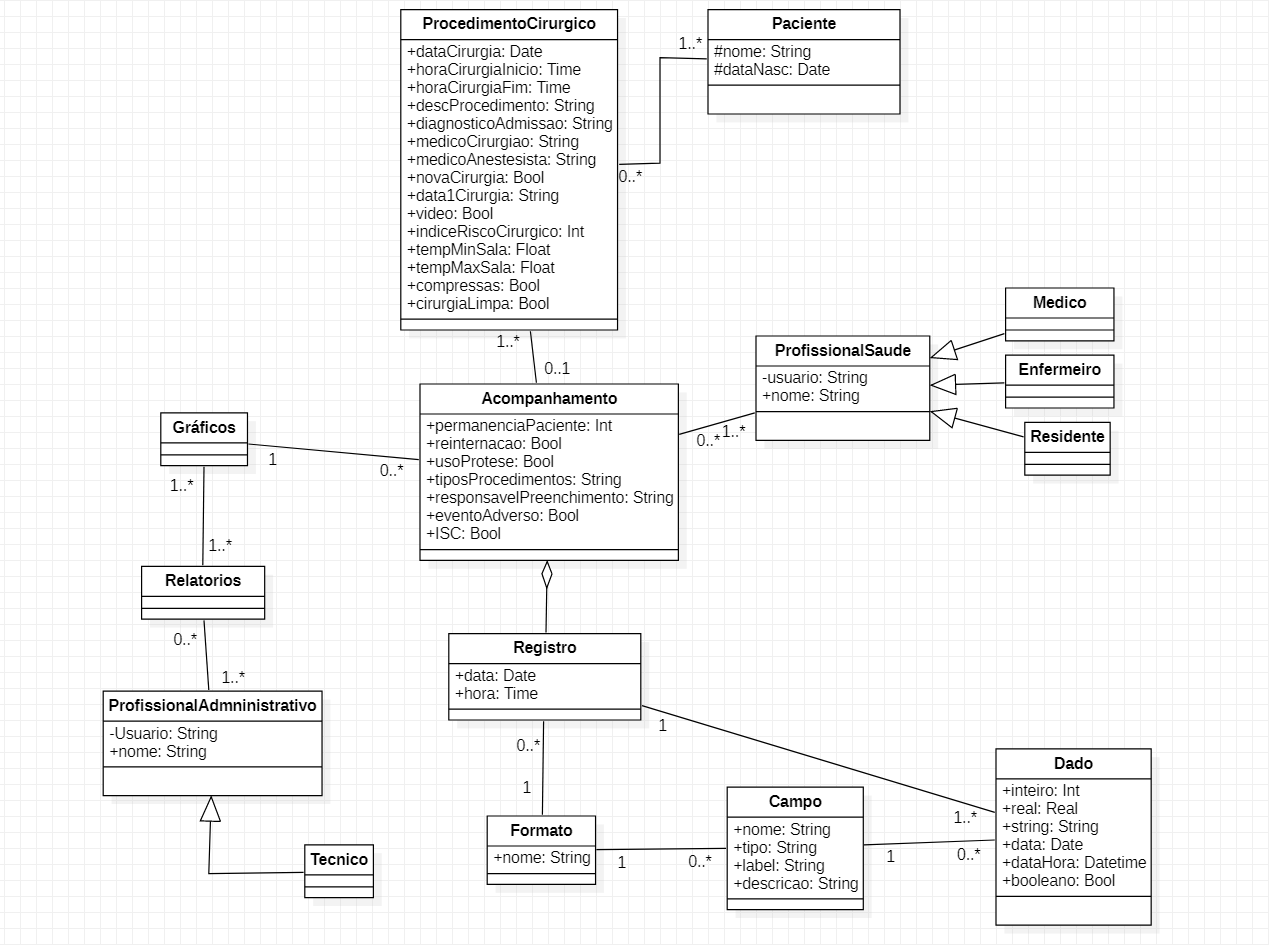 ProcedimentoCirurgico
+dataCirurgia: Date
+horaCirurgiaInicio: Time
+horaCirurgiaFim: Time
+descProcedimento: String
+diagnosticoAdmissao: String
+medicoCirurgiao: String
+medicoAnestesista: String
+novaCirurgia: Bool
+data1Cirurgia: String
+video: Bool
+indiceRiscoCirurgico: Int
+tempMinSala: Float
+tempMaxSala: Float
+compressas: Bool
+cirurgiaLimpa: Bool
Paciente
#nome: String
#dataNasc: Date
1..*
0..*
1..*
0..1
Medico
Enfermeiro
Residente
ProfissionalSaude
-usuario: String
+nome: String
Acompanhamento
+permanenciaPaciente: Int
+reinternacao: Bool
+usoProtese: Bool
+tiposProcedimentos: String
+responsavelPreenchimento: String
+eventoAdverso: Bool
+ISC: Bool
0..*
1..*
Gráficos
1
0..*
1..*
1..*
Relatorios
0..*
1..*
ProfissionalAdmninistrativo
-Usuario: String
+nome: String
Tecnico
Registro
+data: Date
+hora: Time
0..*
1
1
1..*
Formato
+nome: String
1
0..*
Campo
+nome: String
+tipo: String
+label: String
+descricao: String
1
0..*
Dado
+inteiro: Int
+real: Real
+string: String
+data: Date
+dataHora: Datetime
+booleano: Bool